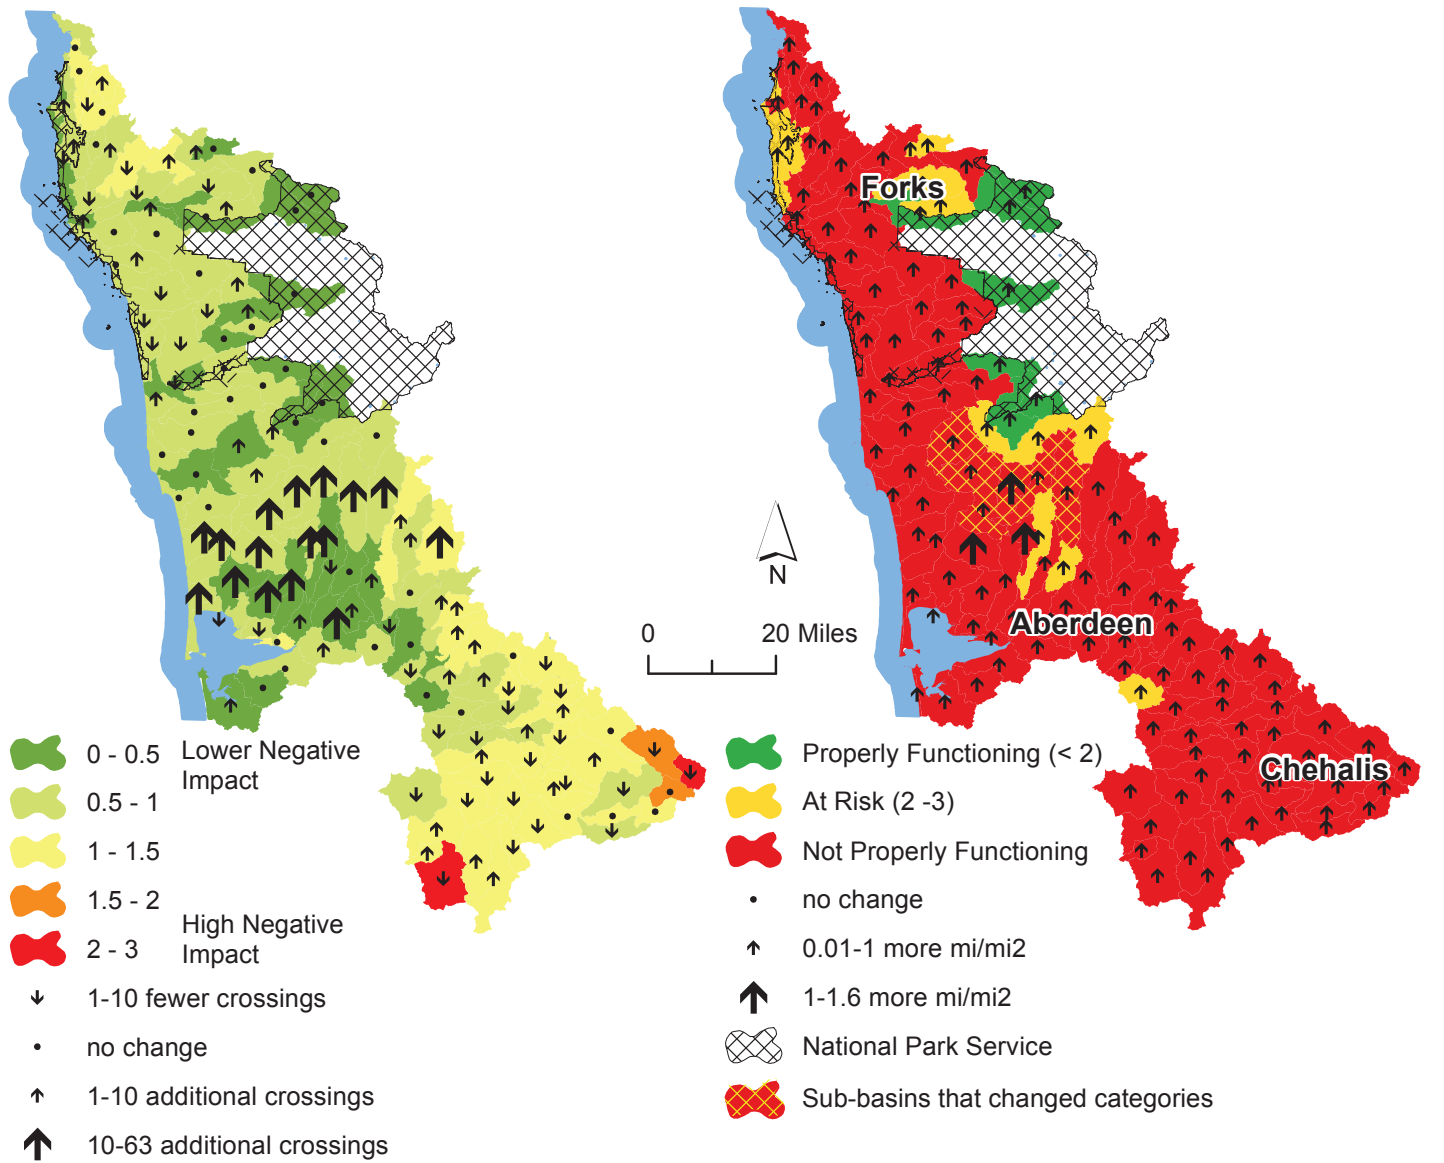 Forks
Aberdeen
Chehalis
N
0 20 Miles
0 - 0.5
Lower Negative
Impact
0.5 - 1
1 - 1.5
1.5 - 2
High Negative
Impact
2 - 3
1-10 fewer crossings
no change
1-10 additional crossings
10-63 additional crossings
Properly Functioning (< 2)
At Risk (2 -3)
Not Properly Functioning
no change
0.01-1 more mi/mi2
1-1.6 more mi/mi2
National Park Service
Sub-basins that changed categories